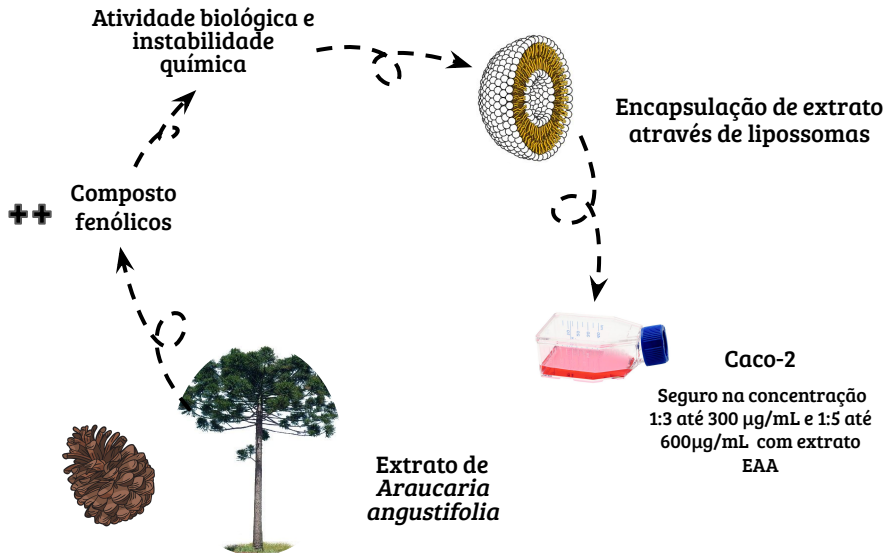 Atividade biológica e
instabilidade
química
Encapsulação de extrato
através de lipossomas
++ Composto
fenólicos
Caco-2
Seguro na concentração
1:3 até 300 µg/mL e 1:5 até
600µg/mL com extrato
EAA
Extrato de
Araucaria
angustifolia